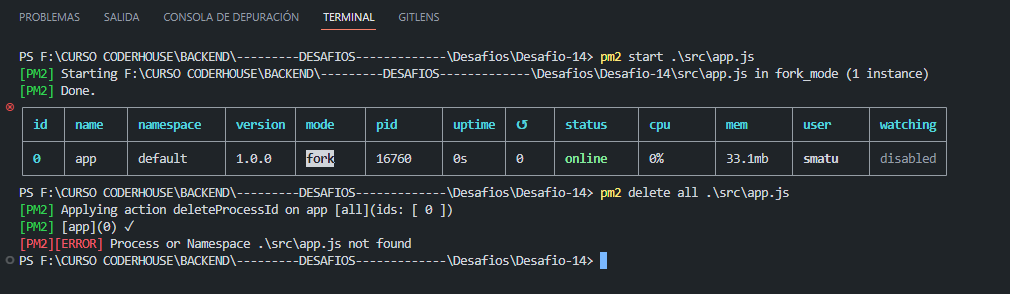 PROBLEMAS SALIDA CONSOLA DE DEPURACIÓN TERMINAL GITLENS
PS F:\CURSO CODERHOUSE\BACKEND\---------DESAFIOS-------------\Desafios\Desafio-14> pm2 start .\src\app.js
[PM2] Starting F:\CURSO CODERHOUSE\BACKEND\---------DESAFIOS-------------\Desafios\Desafio-14\src\app.js in fork_mode (1 instance)
[PM2] Done.
id name namespace version mode pid uptime ↺ status cpu mem user watching
0 app default 1.0.0 fork 16760 0s 0 online 0% 33.1mb smatu disabled
PS F:\CURSO CODERHOUSE\BACKEND\---------DESAFIOS-------------\Desafios\Desafio-14> pm2 delete all .\src\app.js
[PM2] Applying action deleteProcessId on app [all](ids: [ 0 ])
[PM2] [app](0) ✓
[PM2][ERROR] Process or Namespace .\src\app.js not found
PS F:\CURSO CODERHOUSE\BACKEND\---------DESAFIOS-------------\Desafios\Desafio-14>